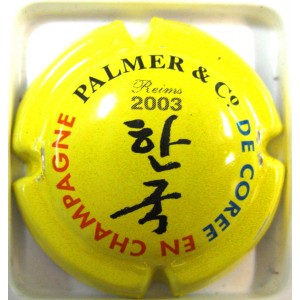 PALMER & Co.
Reims
2003
한국
DE COREE EN CHAMPAGNE